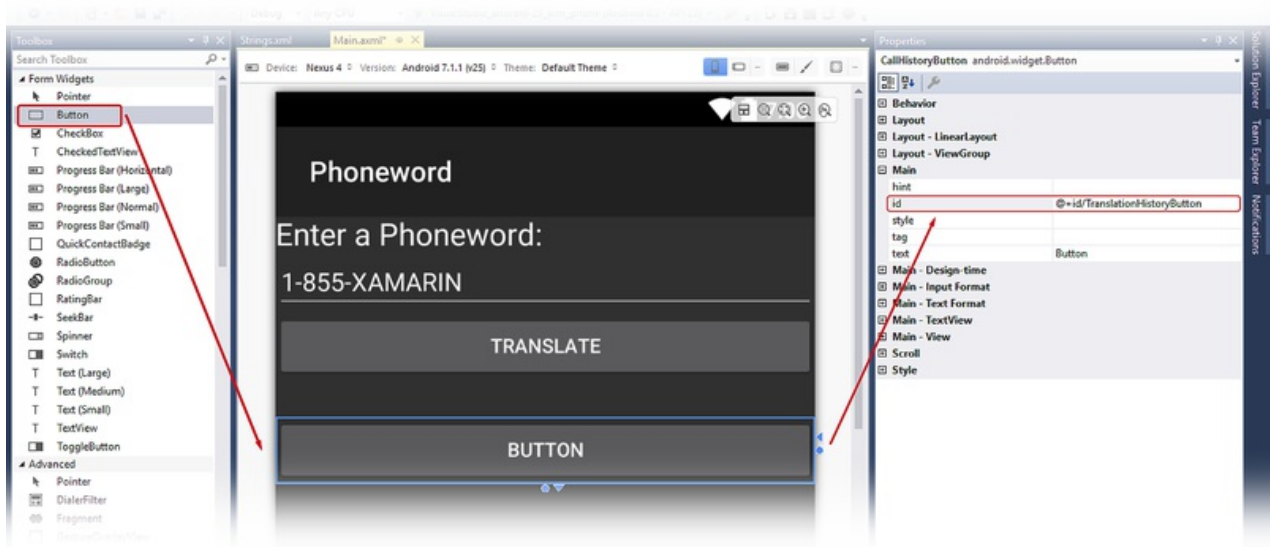 Debug
Any CPU
Toolbox
Search Toolbox
Form Widgets
Pointer
Button
CheckBox
CheckedTextView
Progress Bar (Horizontal)
Progress Bar (Large)
Progress Bar (Normal)
Progress Bar (Small)
QuickContactBadge
RadioButton
RadioGroup
RatingBar
SeekBar
Spinner
Switch
Text (Large)
Text (Medium)
Text (Small)
TextView
ToggleButton
Advanced
Pointer
DialerFilter
Fragment
Strings.xml Main.axml*
Device: Nexus 4 Version: Android 7.1.1 (v25) Theme: Default Theme
Phoneword
Enter a Phoneword:
1-855-XAMARIN
TRANSLATE
BUTTON
Properties
CallHistoryButton android.widget.Button
Behavior
Layout
Layout - LinearLayout
Layout - ViewGroup
Main
hint
id @+id/TranslationHistoryButton
style
tag
text Button
Main - Design-time
Main - Input Format
Main - Text Format
Main - TextView
Main - View
Scroll
Style
Solution Explorer
Team Explorer
Notifications